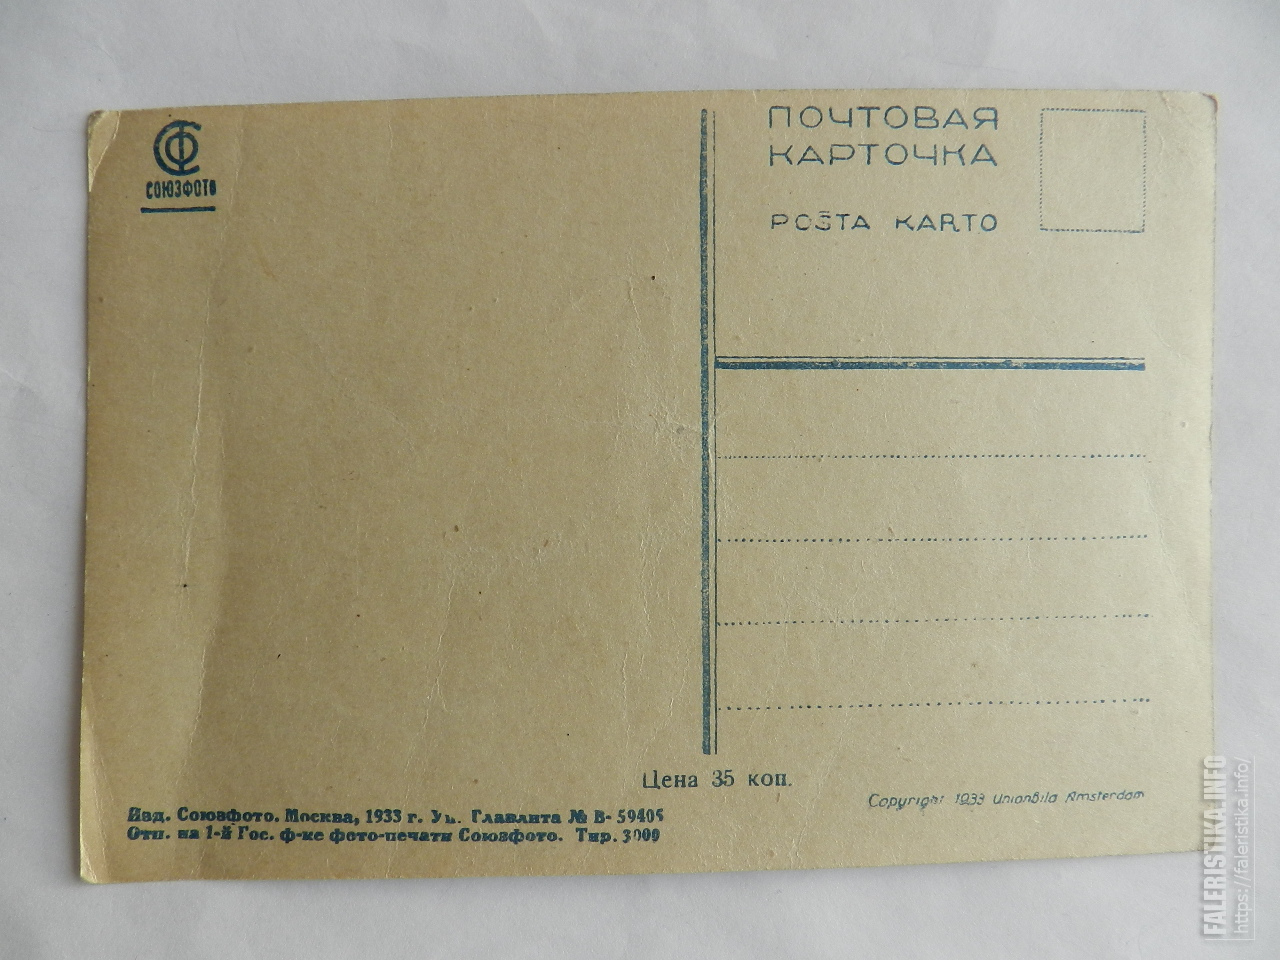 СФ
СОЮЗФОТО
ПОЧТОВАЯ
КАРТОЧКА
POŜTA KARTO
Цена 35 коп.
Изд. Союзфото. Москва, 1933 г. Уп. Главлита № В-59405
Отп. на 1-й Гос. ф-ке фото-печати Союзфото. Тир. 3000
Copyright 1933 Unionbild Amsterdam
FALERISTIKA.INFO
https://faleristika.info/